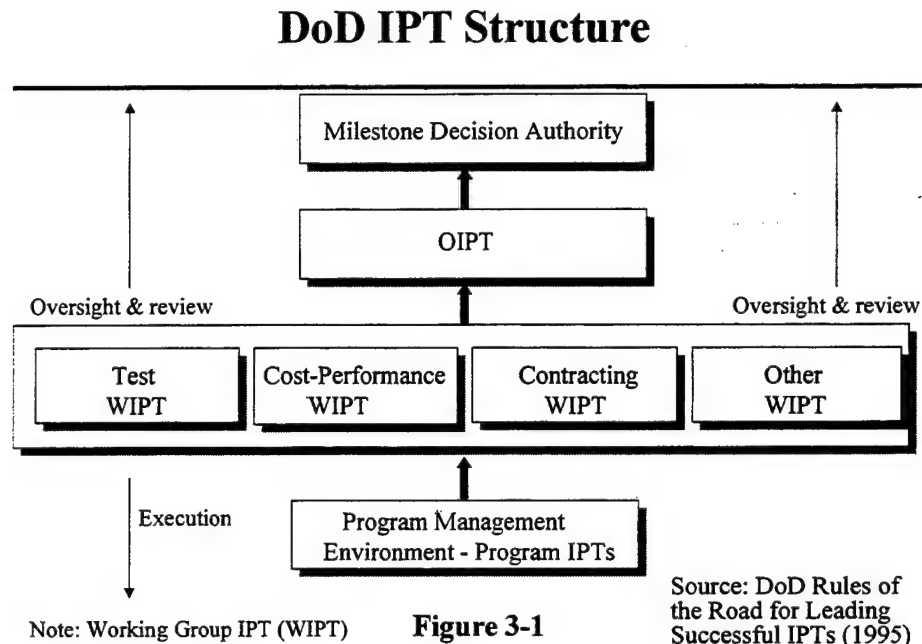 DoD IPT Structure
Milestone Decision Authority
OIPT
Oversight & review
Oversight & review
Test
WIPT
Cost-Performance
WIPT
Contracting
WIPT
Other
WIPT
Execution
Program Management
Environment - Program IPTs
Note: Working Group IPT (WIPT)
Figure 3-1
Source: DoD Rules of
the Road for Leading
Successful IPTs (1995)